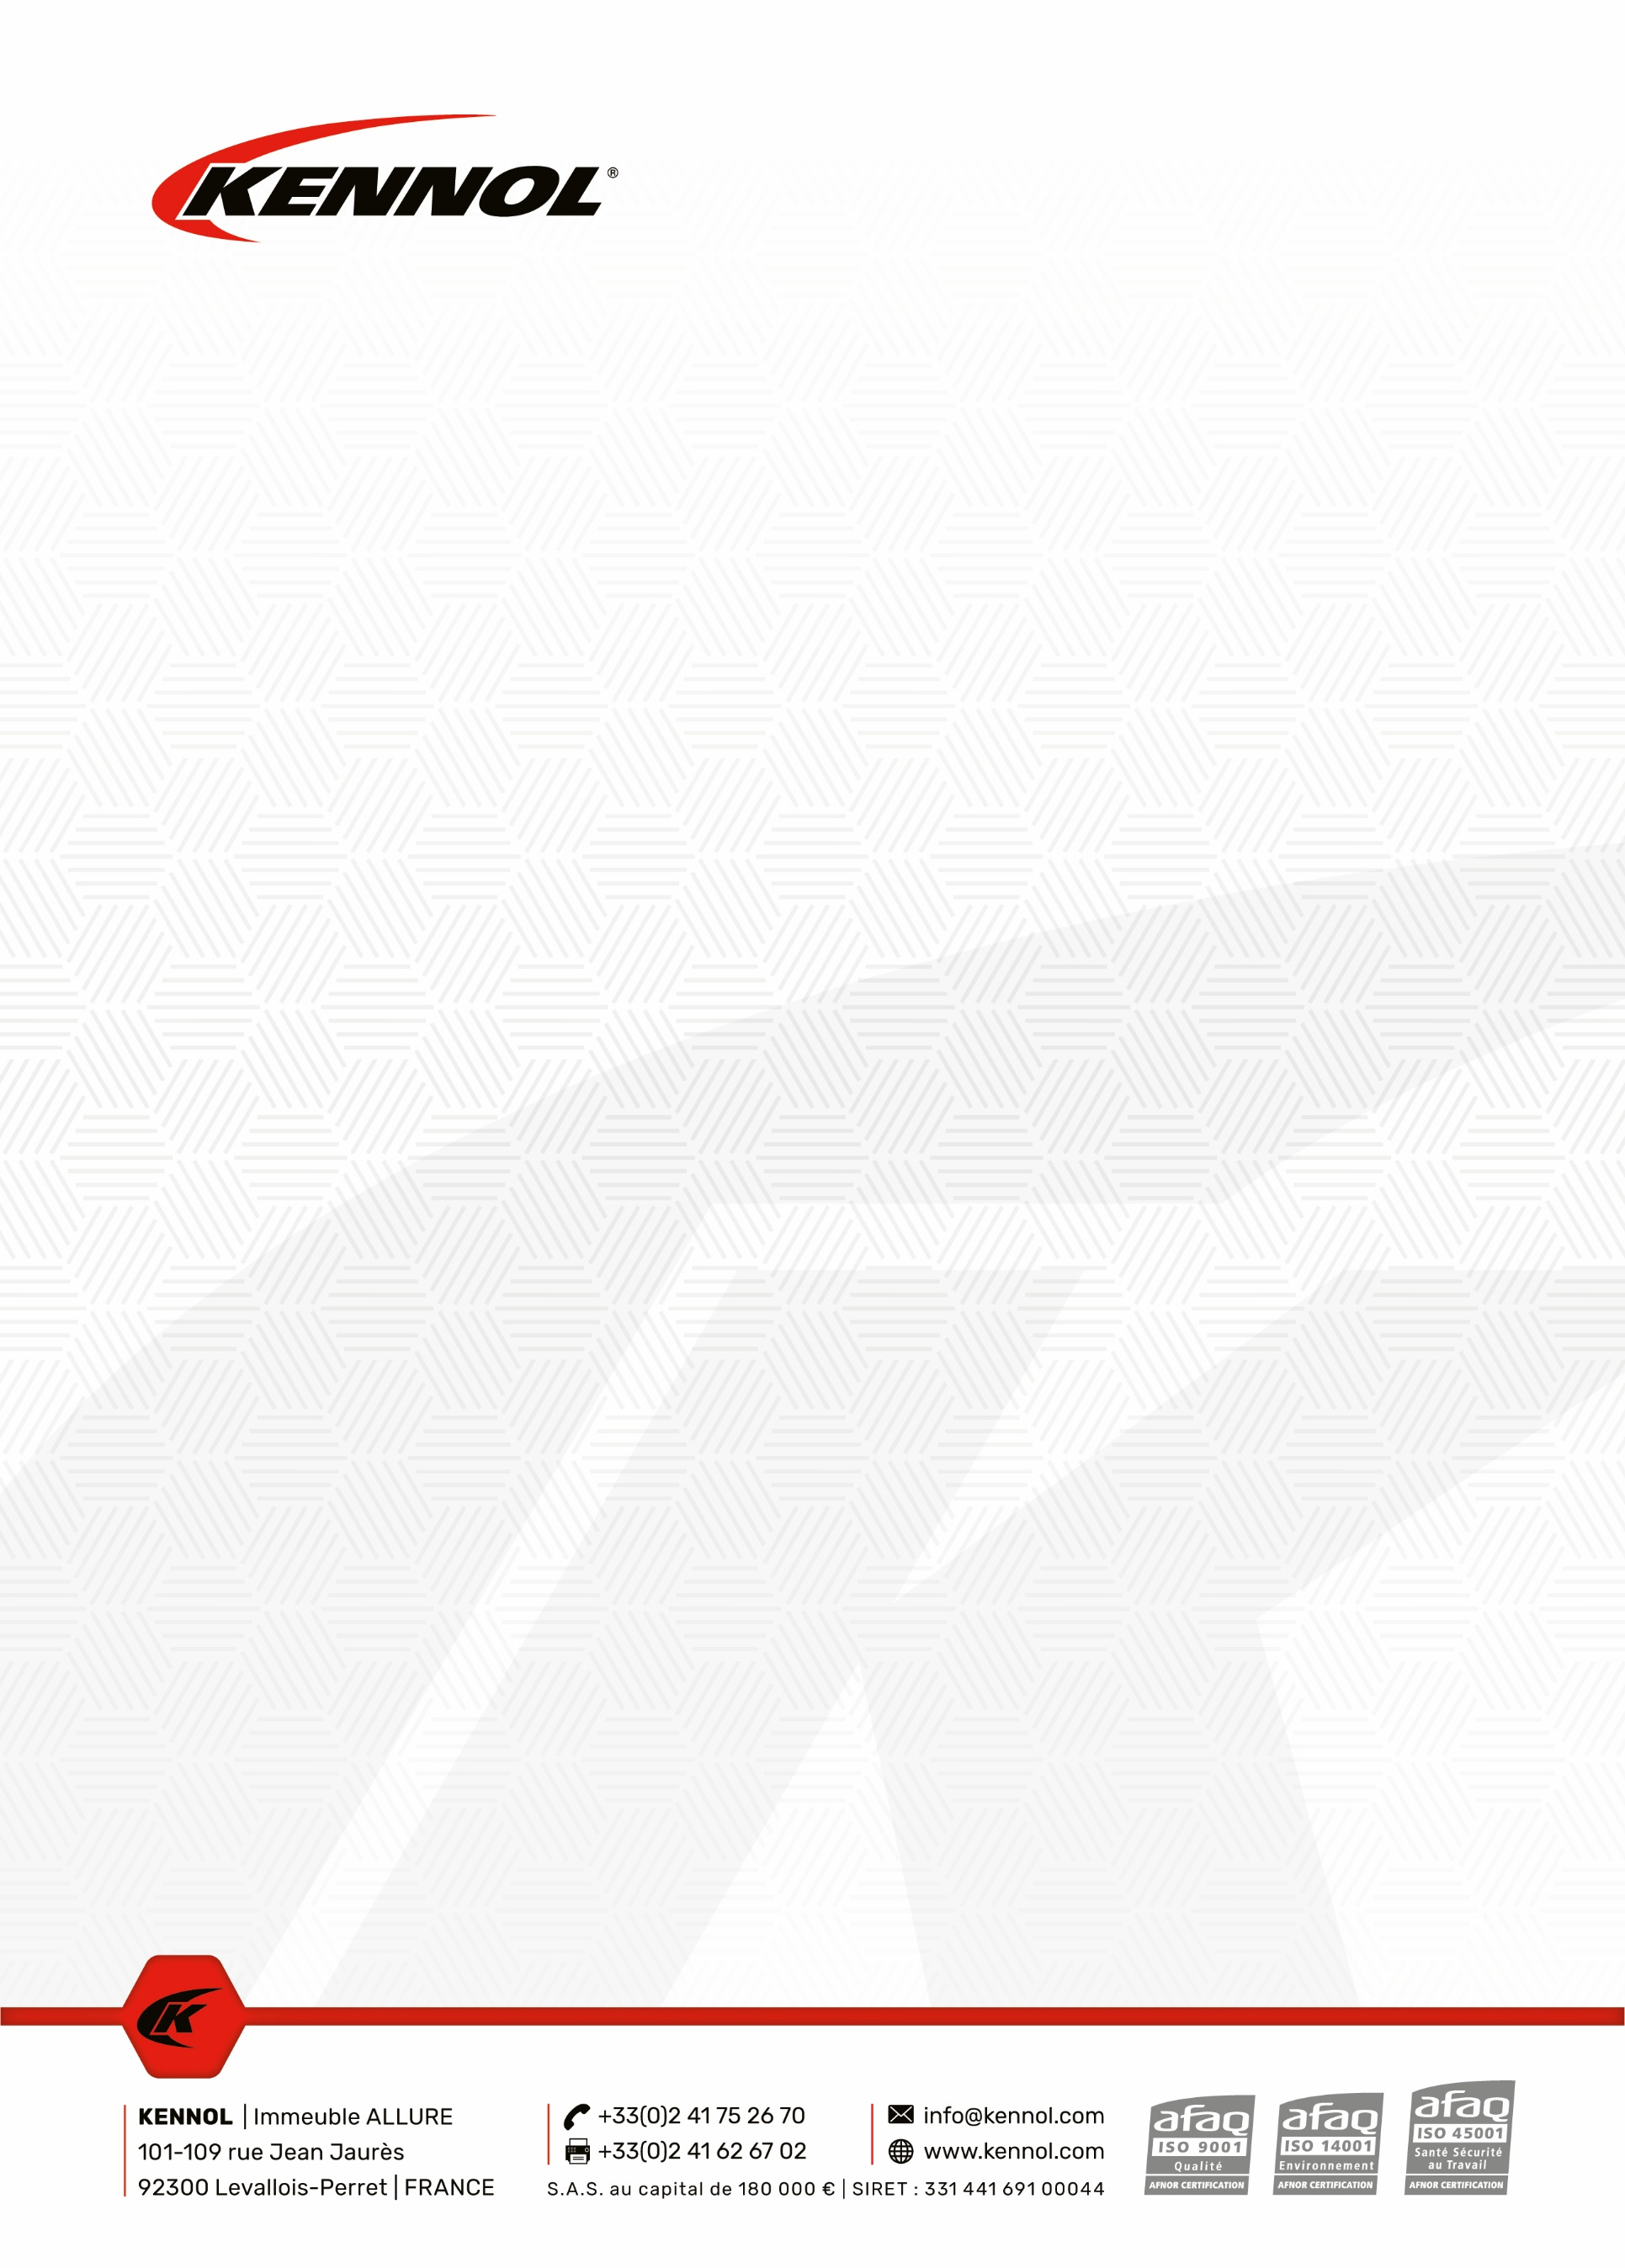 KENNOL®
K
KENNOL | Immeuble ALLURE
101-109 rue Jean Jaurès
92300 Levallois-Perret | FRANCE
+33(0)2 41 75 26 70
+33(0)2 41 62 67 02
info@kennol.com
www.kennol.com
S.A.S. au capital de 180 000 € | SIRET : 331 441 691 00044
afaq
ISO 9001
Qualité
AFNOR CERTIFICATION
afaq
ISO 14001
Environnement
AFNOR CERTIFICATION
afaq
ISO 45001
Santé Sécurité
au Travail
AFNOR CERTIFICATION